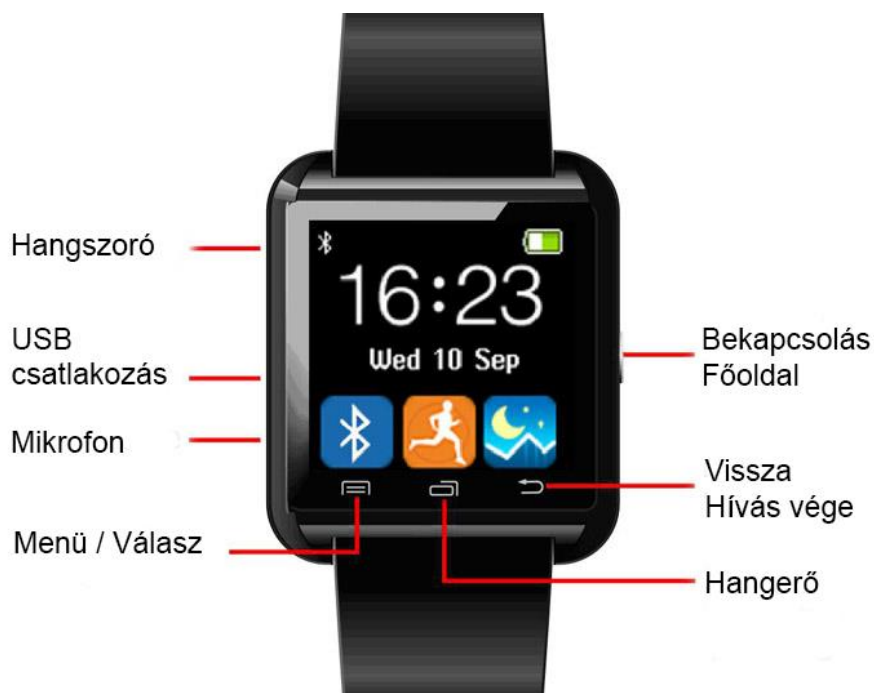 Hangszoró
USB
csatlakozás
Mikrofon
Menü / Válasz
16:23
Wed 10 Sep
Bekapcsolás
Főoldal
Vissza
Hívás vége
Hangerő